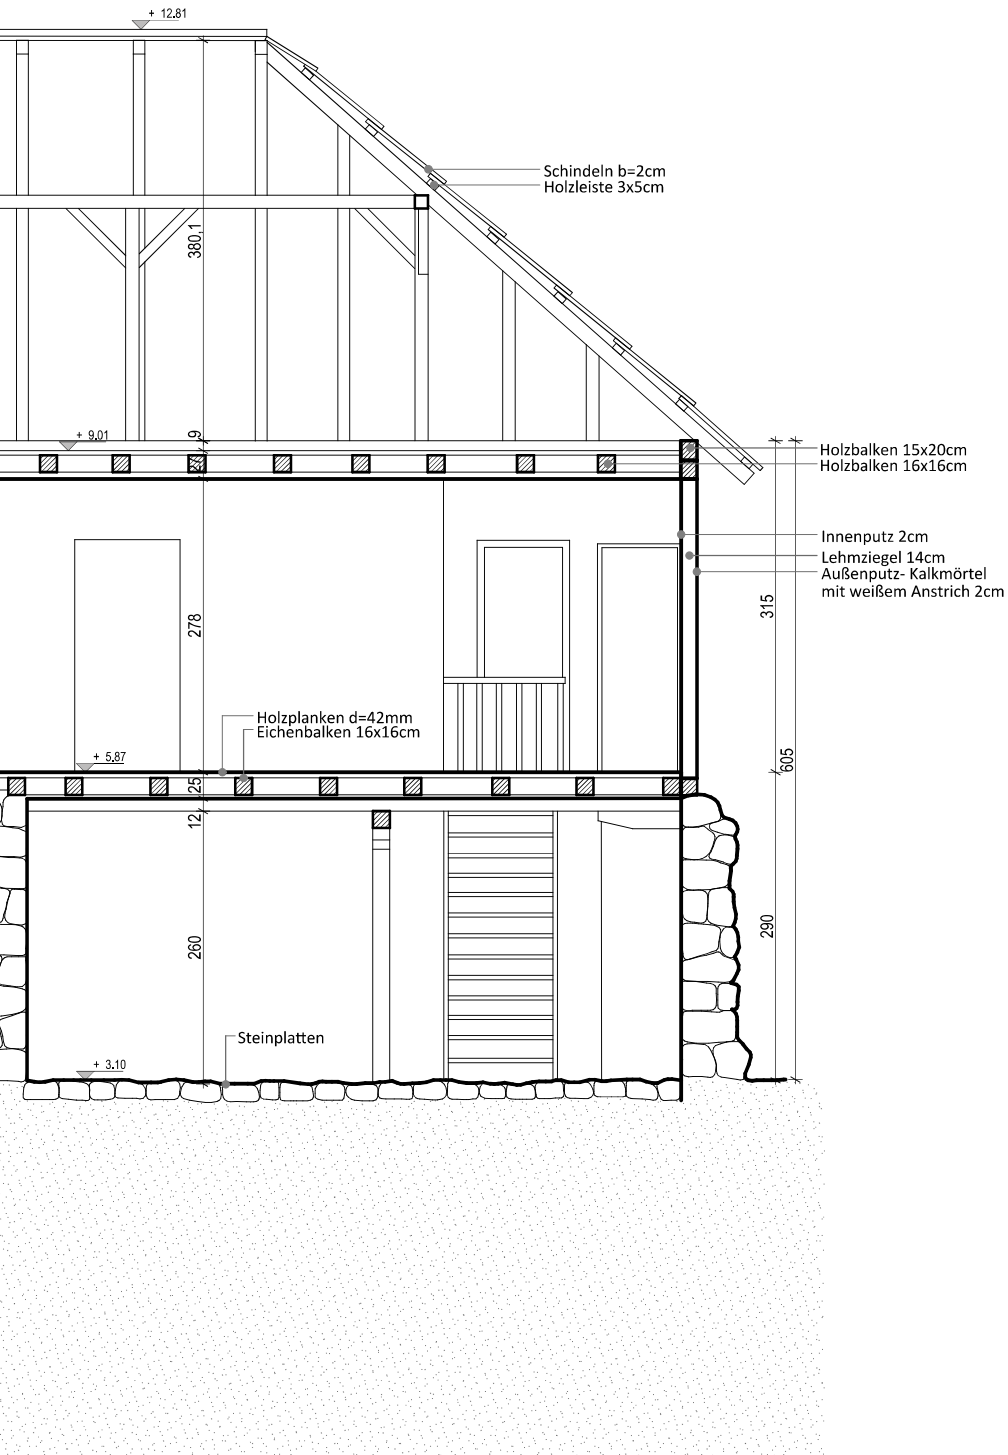 + 12.81
Schindeln b=2cm
Holzleiste 3x5cm
380,1
+ 9.01
9
Holzbalken 15x20cm
Holzbalken 16x16cm
Innenputz 2cm
Lehmziegel 14cm
Außenputz- Kalkmörtel
mit weißem Anstrich 2cm
315
278
Holzplanken d=42mm
Eichenbalken 16x16cm
+ 5.87
605
25
12
290
260
Steinplatten
+ 3.10